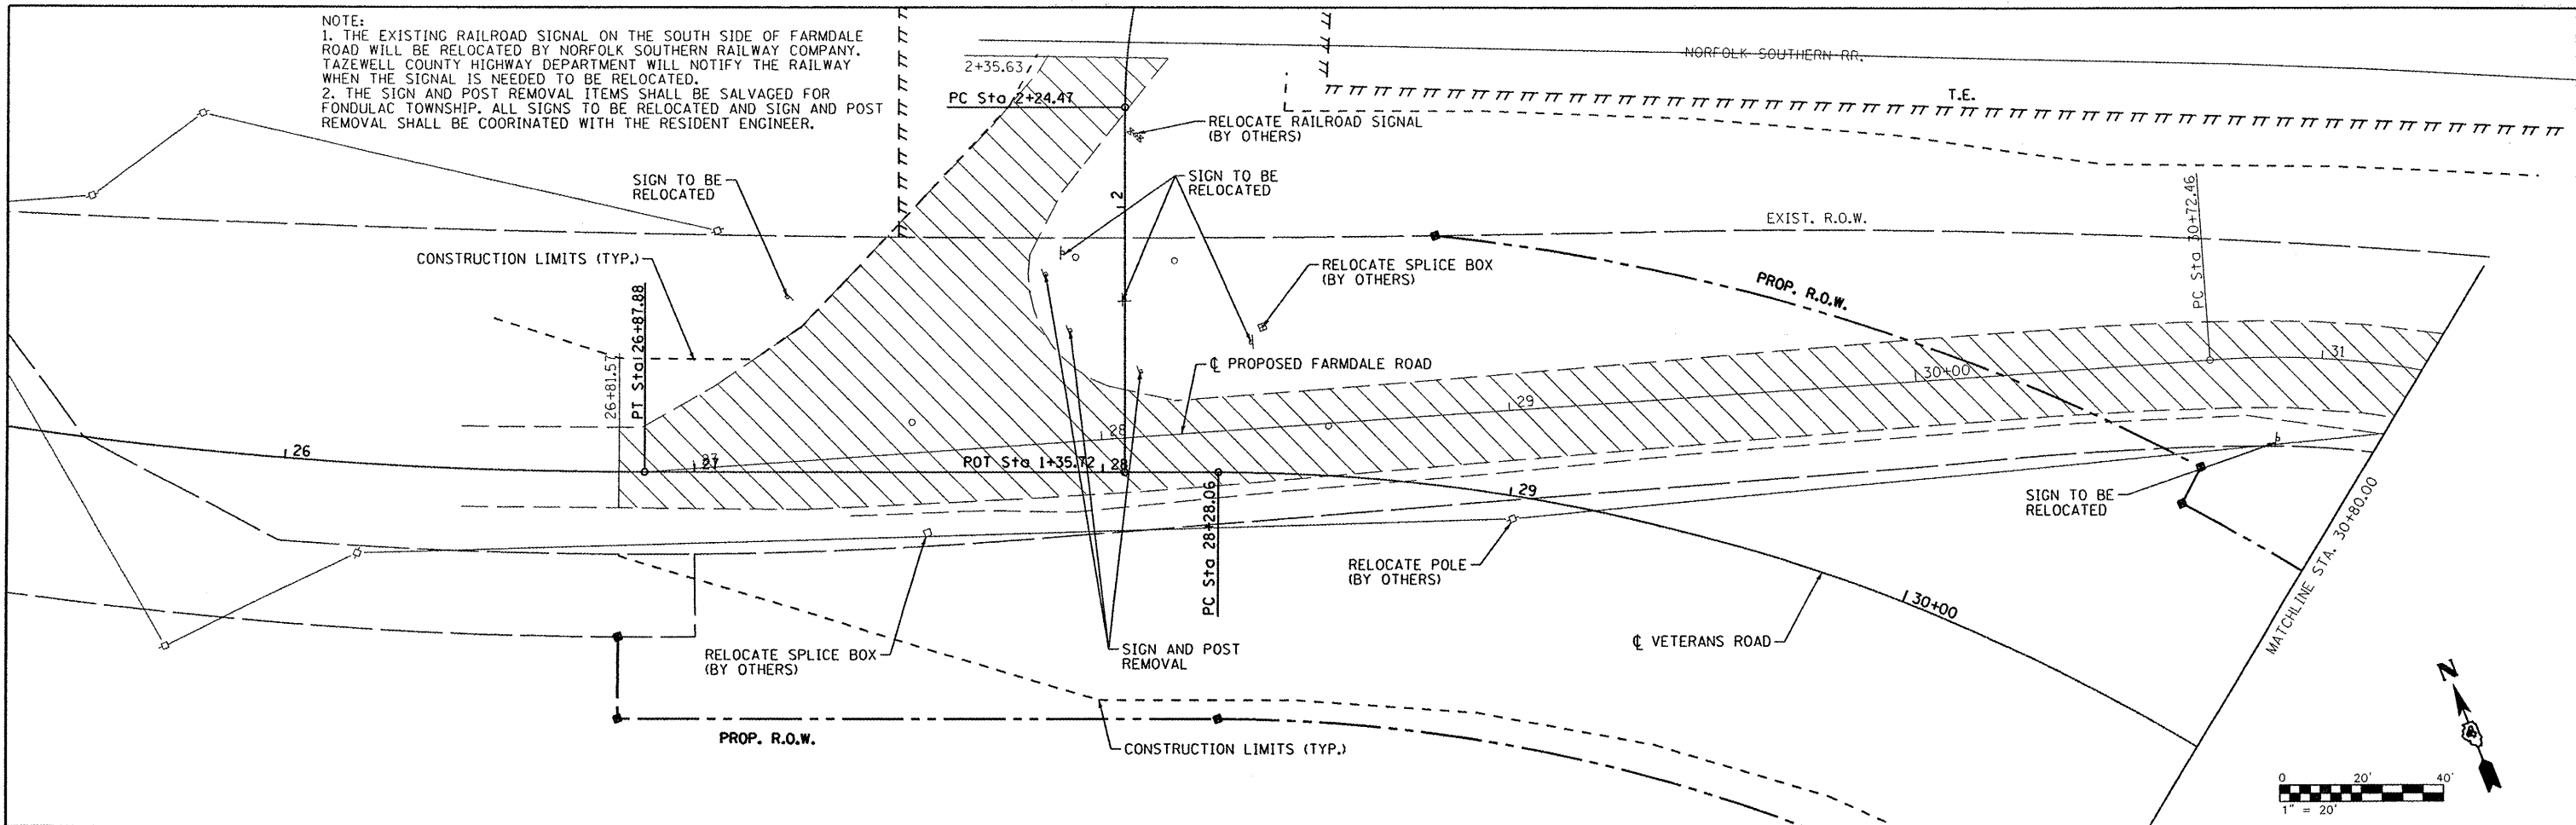 NOTE:
1. THE EXISTING RAILROAD SIGNAL ON THE SOUTH SIDE OF FARMDALE
ROAD WILL BE RELOCATED BY NORFOLK SOUTHERN RAILWAY COMPANY.
TAZEWELL COUNTY HIGHWAY DEPARTMENT WILL NOTIFY THE RAILWAY
WHEN THE SIGNAL IS NEEDED TO BE RELOCATED.
2. THE SIGN AND POST REMOVAL ITEMS SHALL BE SALVAGED FOR
FONDULAC TOWNSHIP. ALL SIGNS TO BE RELOCATED AND SIGN AND POST
REMOVAL SHALL BE COORINATED WITH THE RESIDENT ENGINEER.
NORFOLK SOUTHERN RR.
2+35.63
PC Sta 2+24.47
T.E.
RELOCATE RAILROAD SIGNAL
(BY OTHERS)
SIGN TO BE
RELOCATED
SIGN TO BE
RELOCATED
2
EXIST. R.O.W.
PC Sta 30+72.46
CONSTRUCTION LIMITS (TYP.)
RELOCATE SPLICE BOX
(BY OTHERS)
PROP. R.O.W.
26+81.57
PT Sta 26+87.88
℄ PROPOSED FARMDALE ROAD
31
30+00
29
28
26
27
27
POT Sta 1+35.72
28
29
PC Sta 28+28.06
SIGN TO BE
RELOCATED
RELOCATE POLE
(BY OTHERS)
MATCHLINE STA. 30+80.00
30+00
℄ VETERANS ROAD
RELOCATE SPLICE BOX
(BY OTHERS)
SIGN AND POST
REMOVAL
PROP. R.O.W.
CONSTRUCTION LIMITS (TYP.)
N
0 20' 40'
1" = 20'